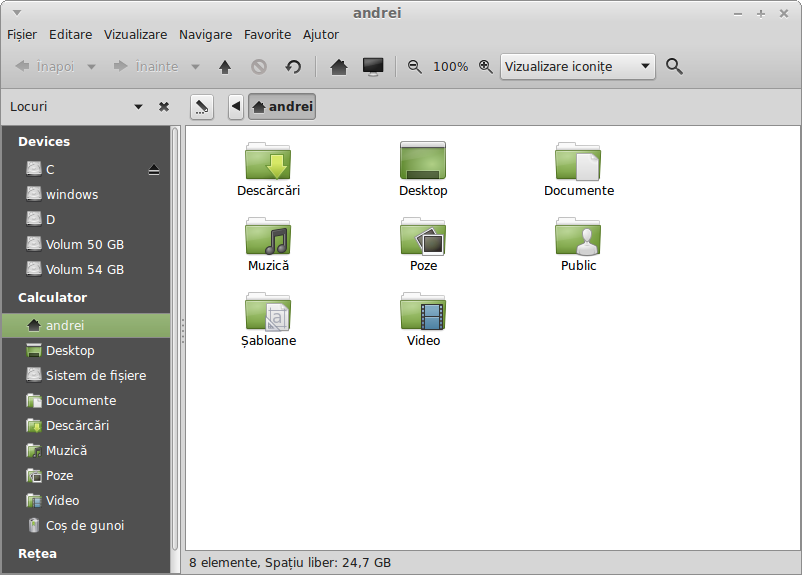 andrei
Fișier Editare Vizualizare Navigare Favorite Ajutor
Înapoi Înainte 100% Vizualizare iconițe
Locuri andrei
Devices
C
windows
D
Volum 50 GB
Volum 54 GB
Calculator
andrei
Desktop
Sistem de fișiere
Documente
Descărcări
Muzică
Poze
Video
Coș de gunoi
Rețea
Descărcări Desktop Documente
Muzică Poze Public
Șabloane Video
8 elemente, Spațiu liber: 24,7 GB